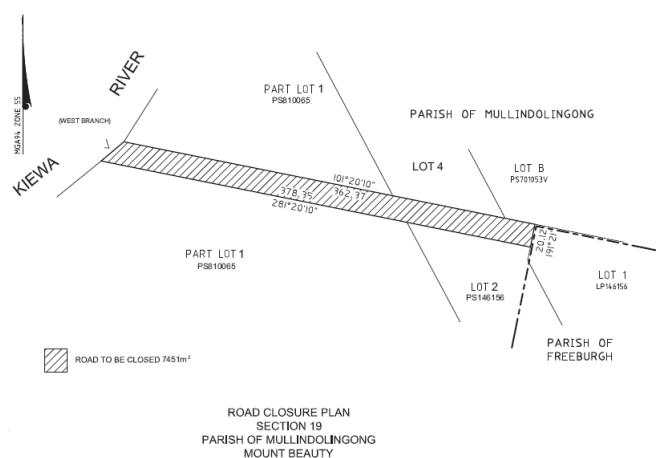 MGA94 ZONE 55
RIVER
(WEST BRANCH)
KIEWA
PART LOT 1
PS810065
PARISH OF MULLINDOLINGONG
LOT 4
LOT B
PS701053V
101°20'10"
362.37
378.35
281°20'10"
20.12
191°21'
PART LOT 1
PS810065
LOT 2
PS146156
LOT 1
LP146156
PARISH OF
FREEBURGH
ROAD TO BE CLOSED 7451m²
ROAD CLOSURE PLAN
SECTION 19
PARISH OF MULLINDOLINGONG
MOUNT BEAUTY